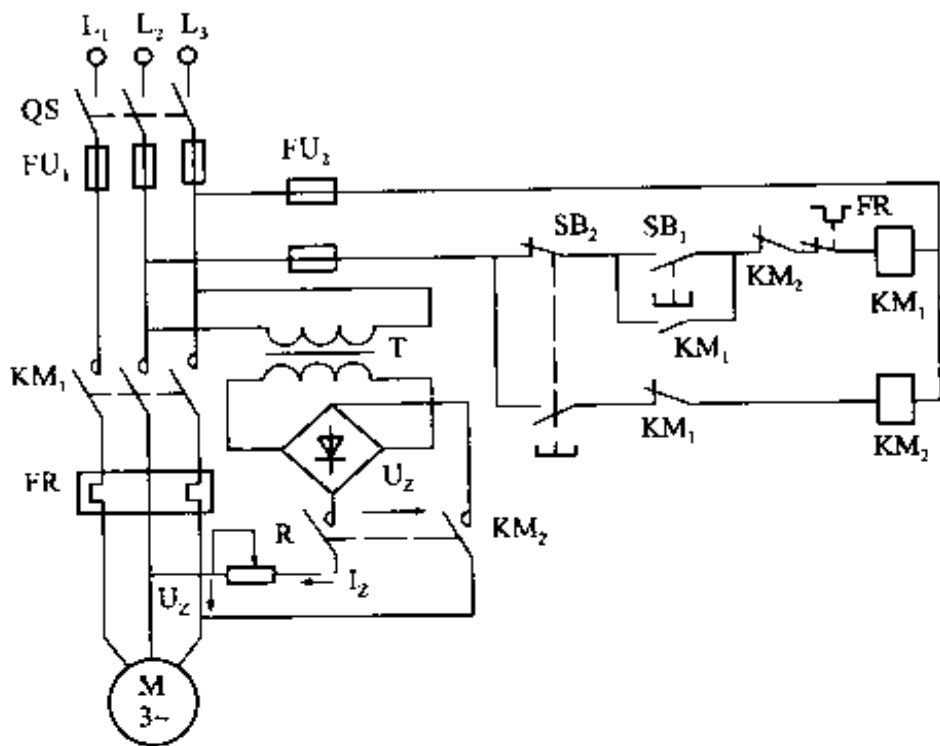 L₁ L₂ L₃
QS
FU₁
FU₂
SB₂ SB₁ FR
KM₂
KM₁
KM₁
T
KM₁
KM₁
KM₂
FR
U_Z
R
KM₂
I₂
U_Z
M
3~